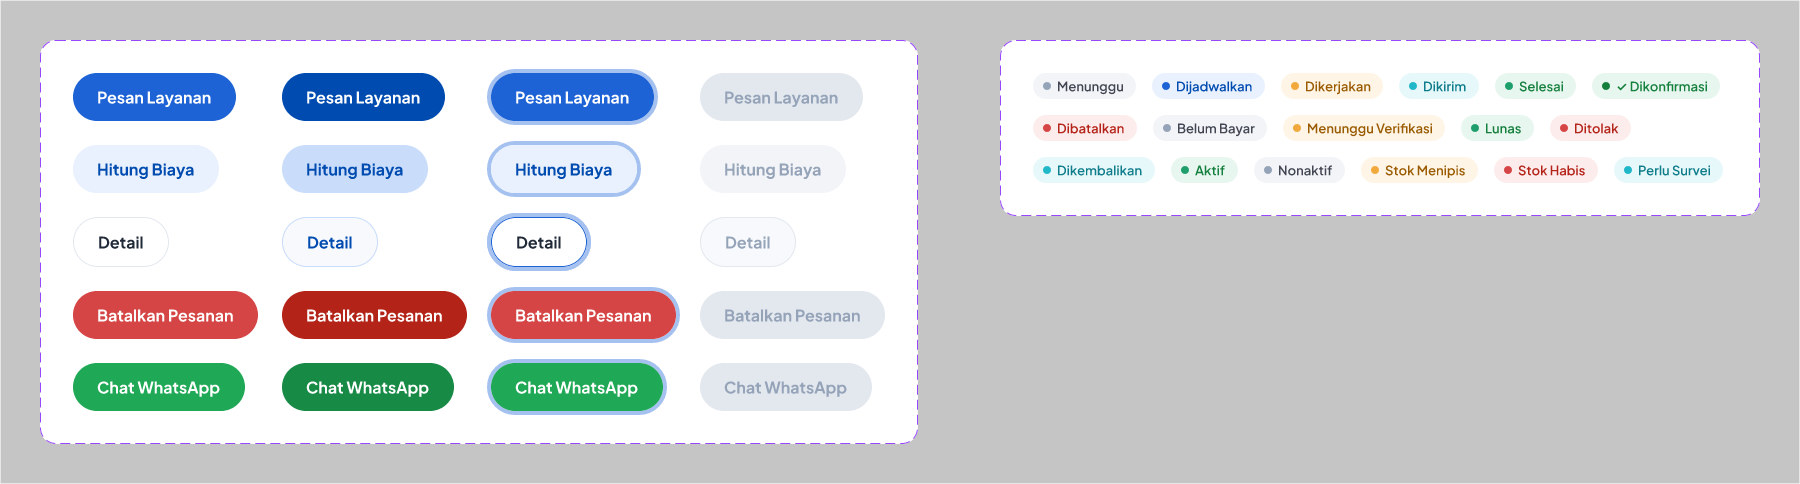 Pesan Layanan Pesan Layanan Pesan Layanan Pesan Layanan
Hitung Biaya Hitung Biaya Hitung Biaya Hitung Biaya
Detail Detail Detail Detail
Batalkan Pesanan Batalkan Pesanan Batalkan Pesanan Batalkan Pesanan
Chat WhatsApp Chat WhatsApp Chat WhatsApp Chat WhatsApp
Menunggu Dijadwalkan Dikerjakan Dikirim Selesai ✓ Dikonfirmasi
Dibatalkan Belum Bayar Menunggu Verifikasi Lunas Ditolak
Dikembalikan Aktif Nonaktif Stok Menipis Stok Habis Perlu Survei